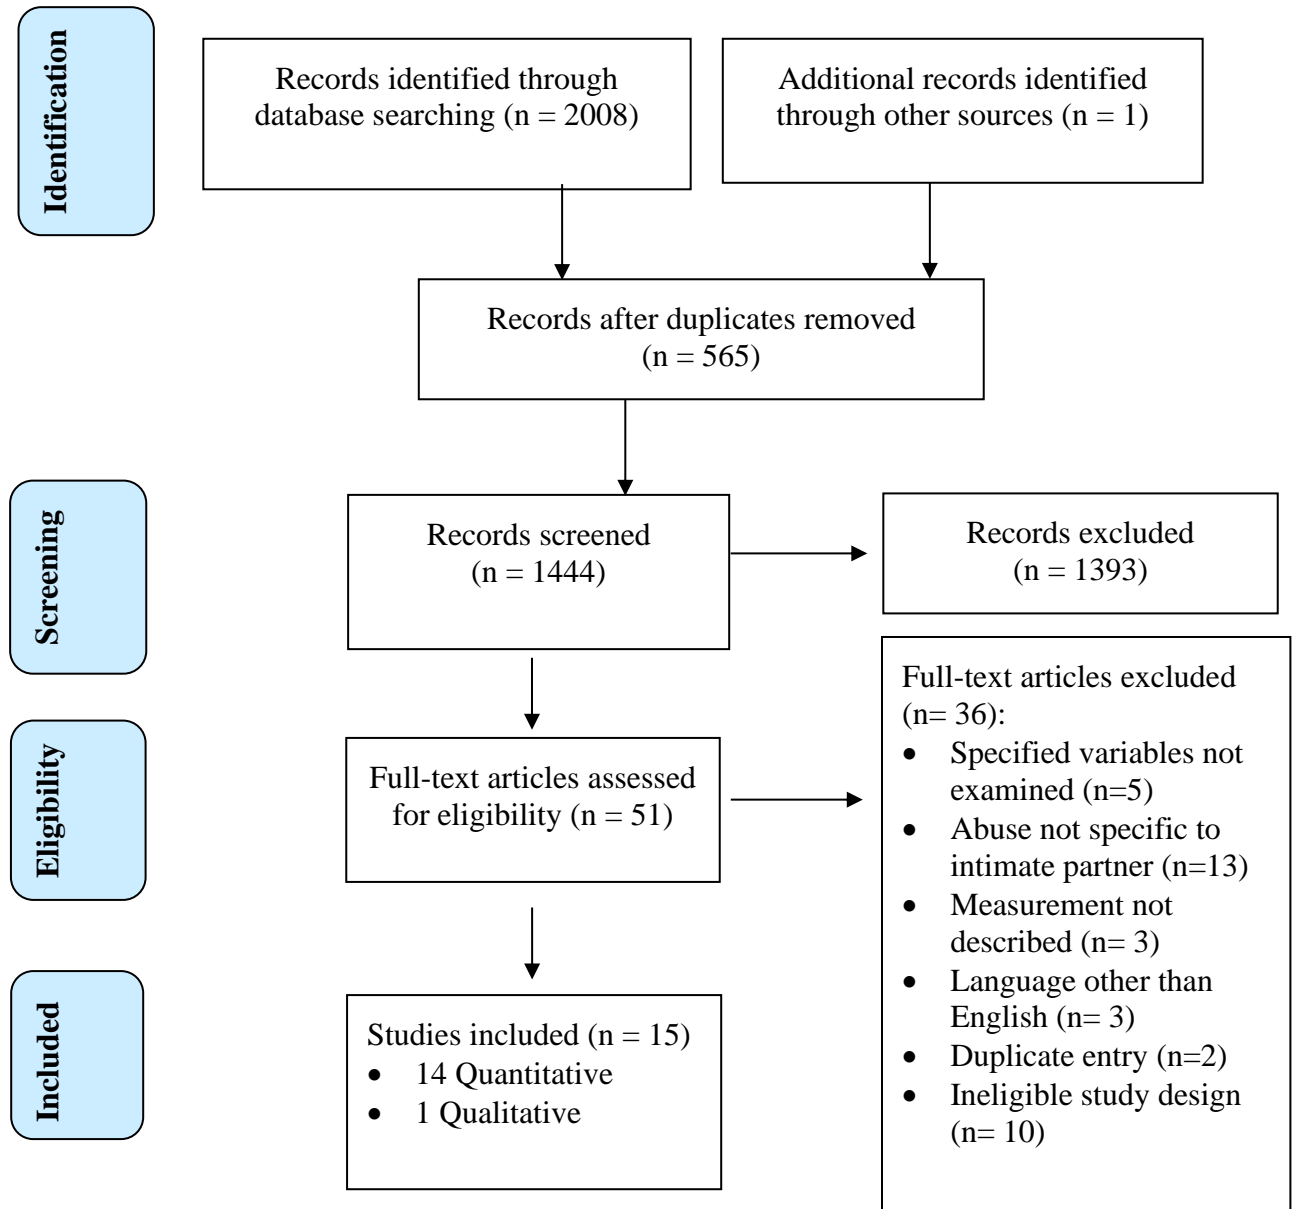 Identification
Records identified through
database searching (n = 2008)
Additional records identified
through other sources (n = 1)
Records after duplicates removed
(n = 565)
Screening
Records screened
(n = 1444)
Records excluded
(n = 1393)
Eligibility
Full-text articles assessed
for eligibility (n = 51)
Full-text articles excluded
(n= 36):
• Specified variables not
examined (n=5)
• Abuse not specific to
intimate partner (n=13)
• Measurement not
described (n= 3)
• Language other than
English (n= 3)
• Duplicate entry (n=2)
• Ineligible study design
(n= 10)
Included
Studies included (n = 15)
• 14 Quantitative
• 1 Qualitative